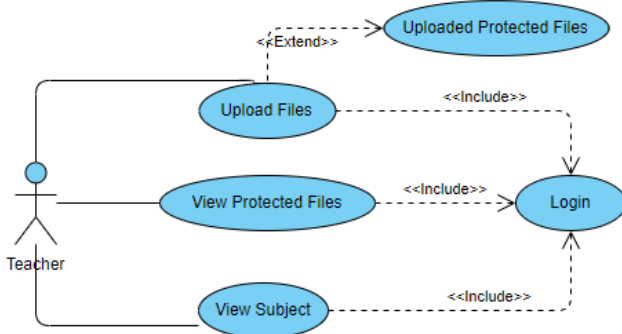 Uploaded Protected Files
<<Extend>>
Upload Files
<<Include>>
View Protected Files
<<Include>>
Login
Teacher
View Subject
<<Include>>